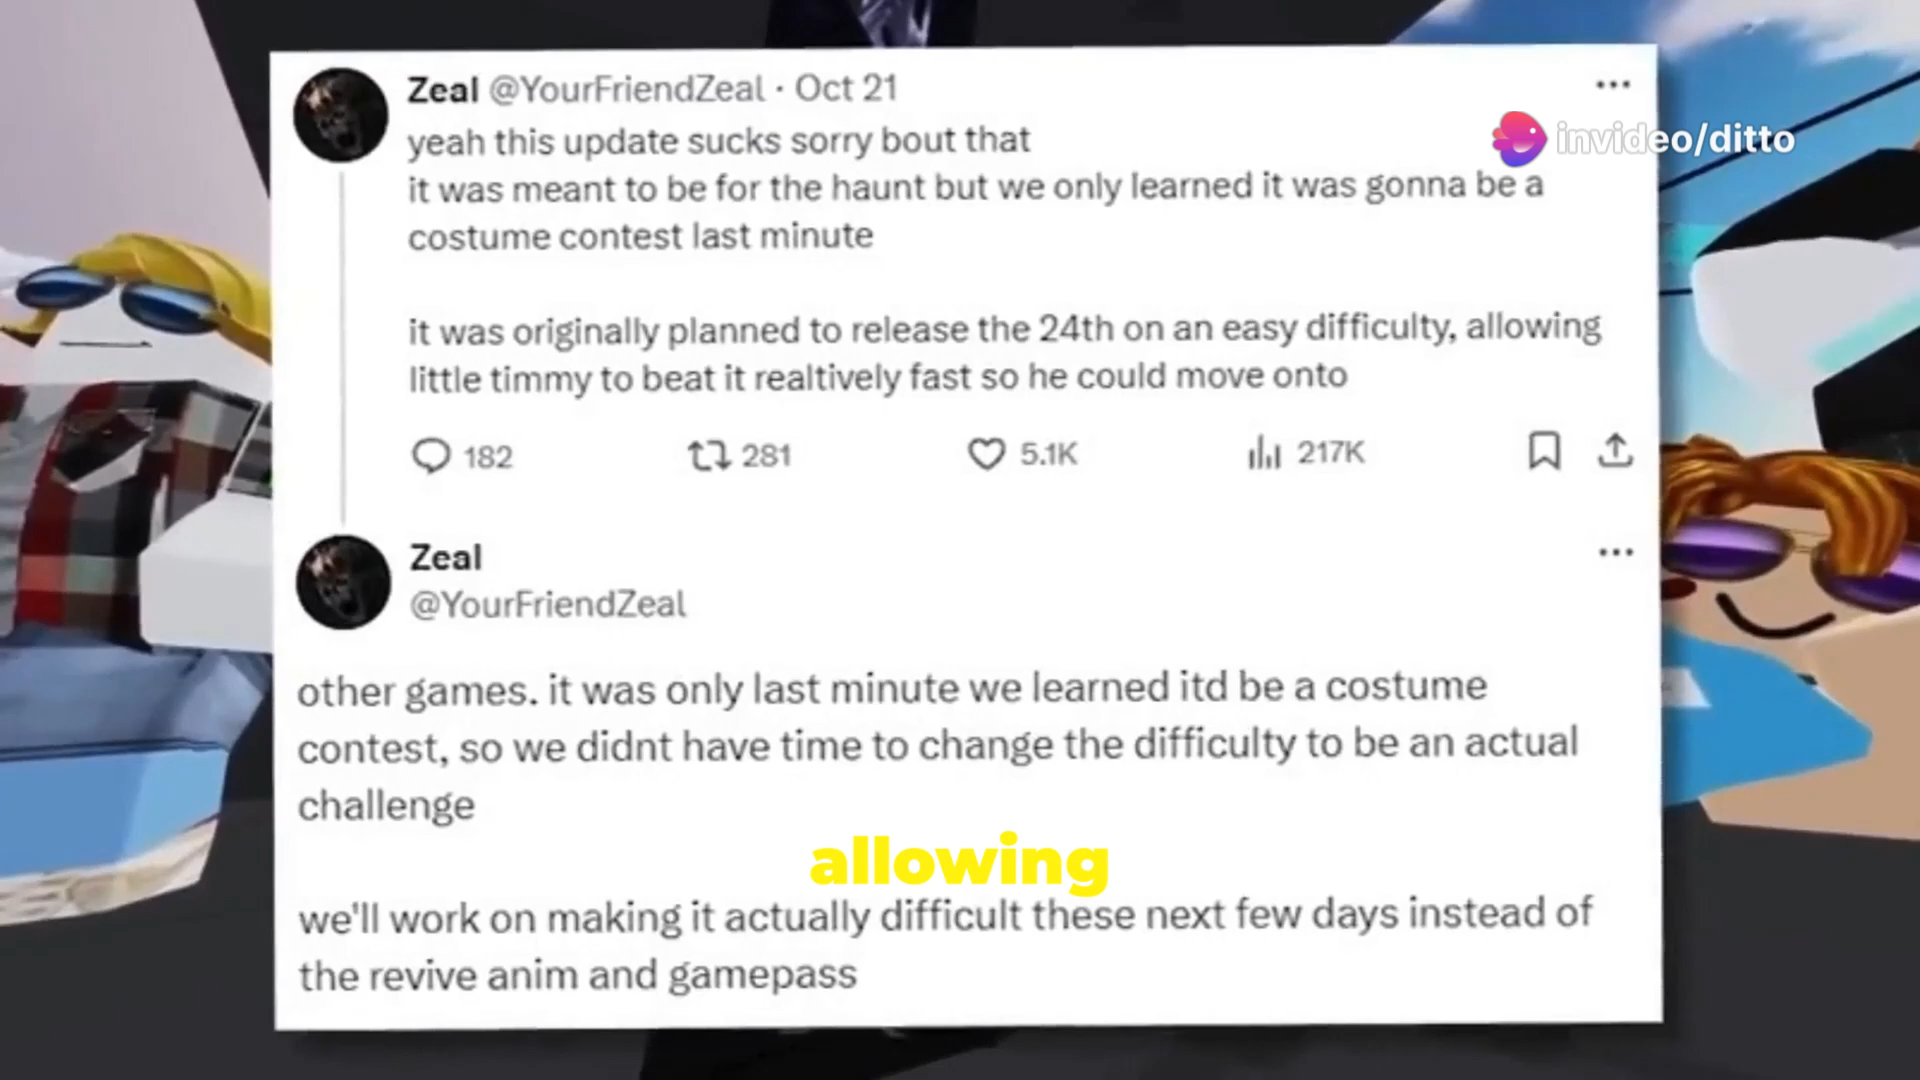 Zeal @YourFriendZeal · Oct 21
invideo/ditto
yeah this update sucks sorry bout that
it was meant to be for the haunt but we only learned it was gonna be a
costume contest last minute
it was originally planned to release the 24th on an easy difficulty, allowing
little timmy to beat it realtively fast so he could move onto
182 281 5.1K 217K
Zeal
@YourFriendZeal
other games. it was only last minute we learned itd be a costume
contest, so we didnt have time to change the difficulty to be an actual
challenge
allowing
we'll work on making it actually difficult these next few days instead of
the revive anim and gamepass